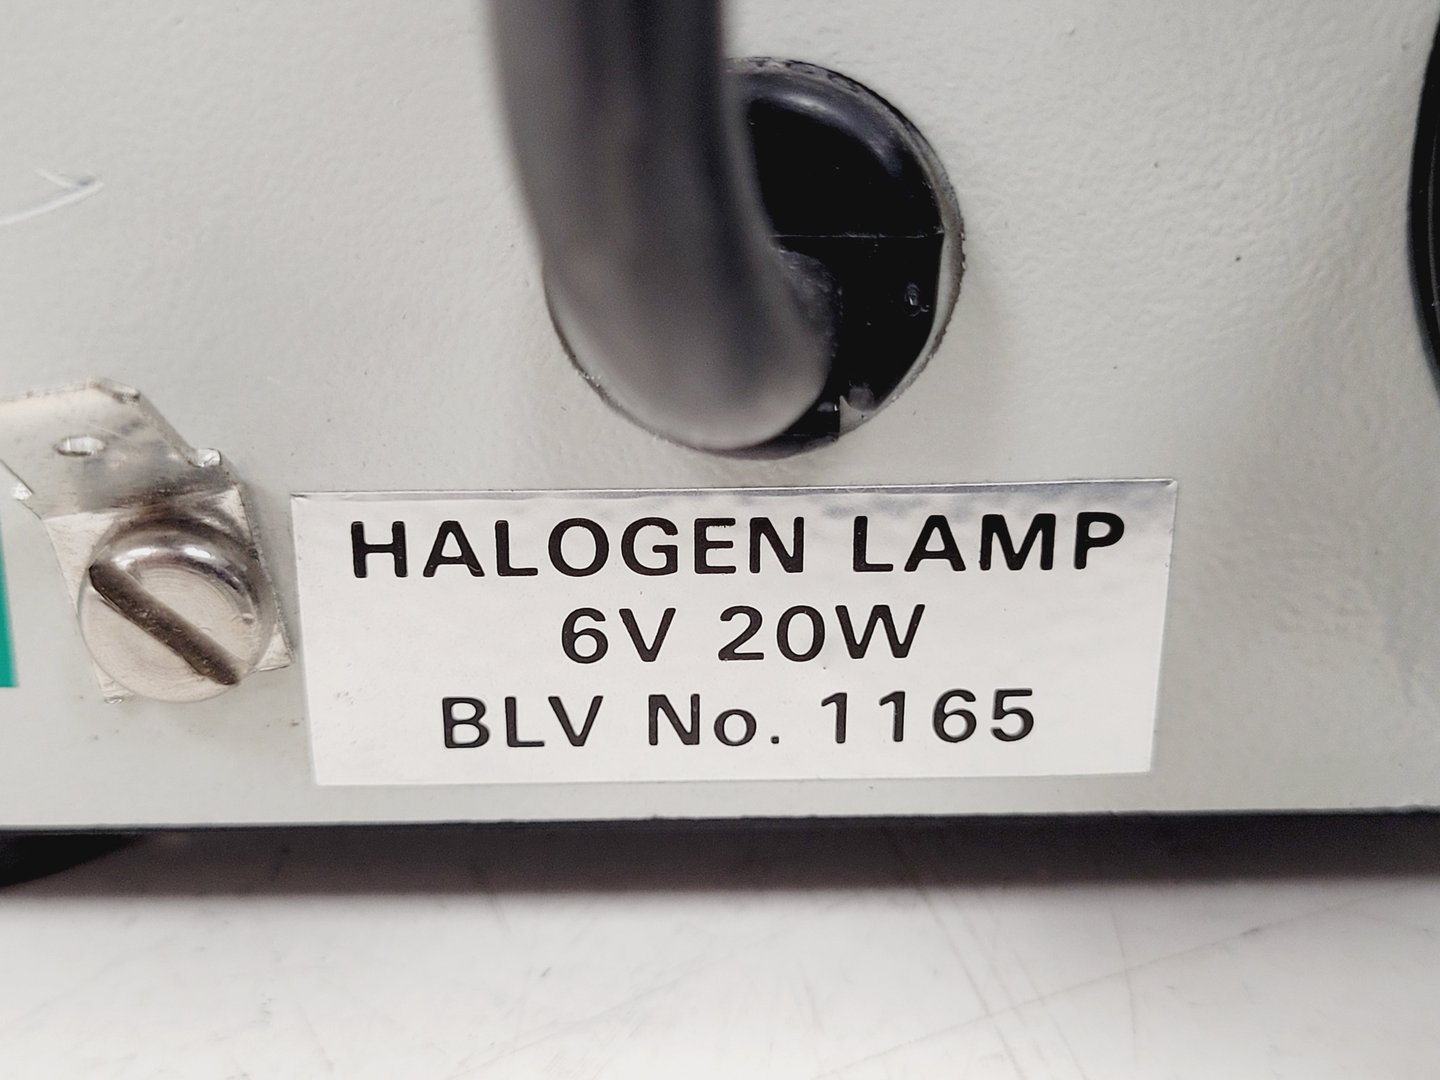 HALOGEN LAMP
6V 20W
BLV No. 1165